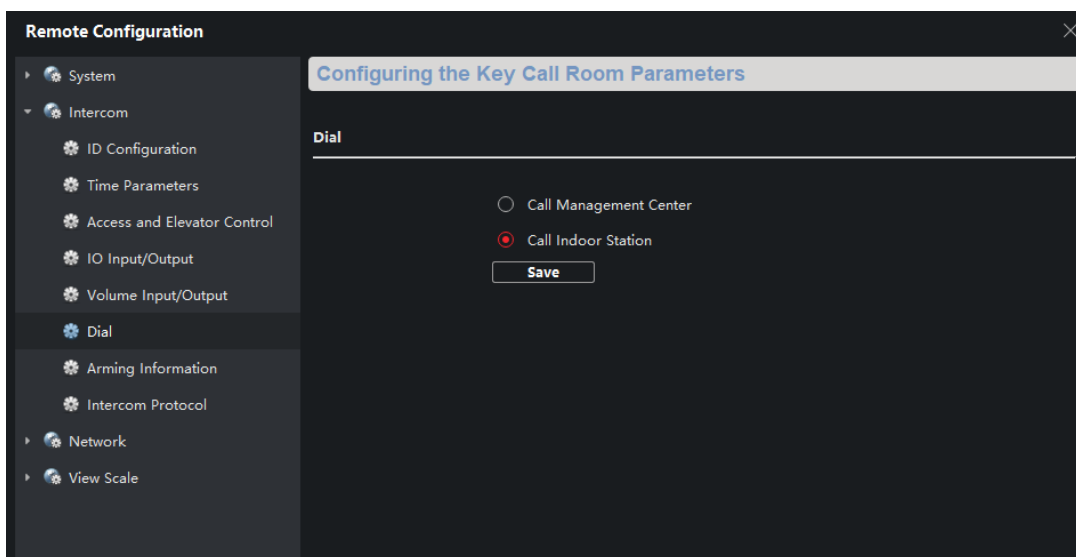 Remote Configuration
System
Intercom
ID Configuration
Time Parameters
Access and Elevator Control
IO Input/Output
Volume Input/Output
Dial
Arming Information
Intercom Protocol
Network
View Scale
Configuring the Key Call Room Parameters
Dial
Call Management Center
Call Indoor Station
Save